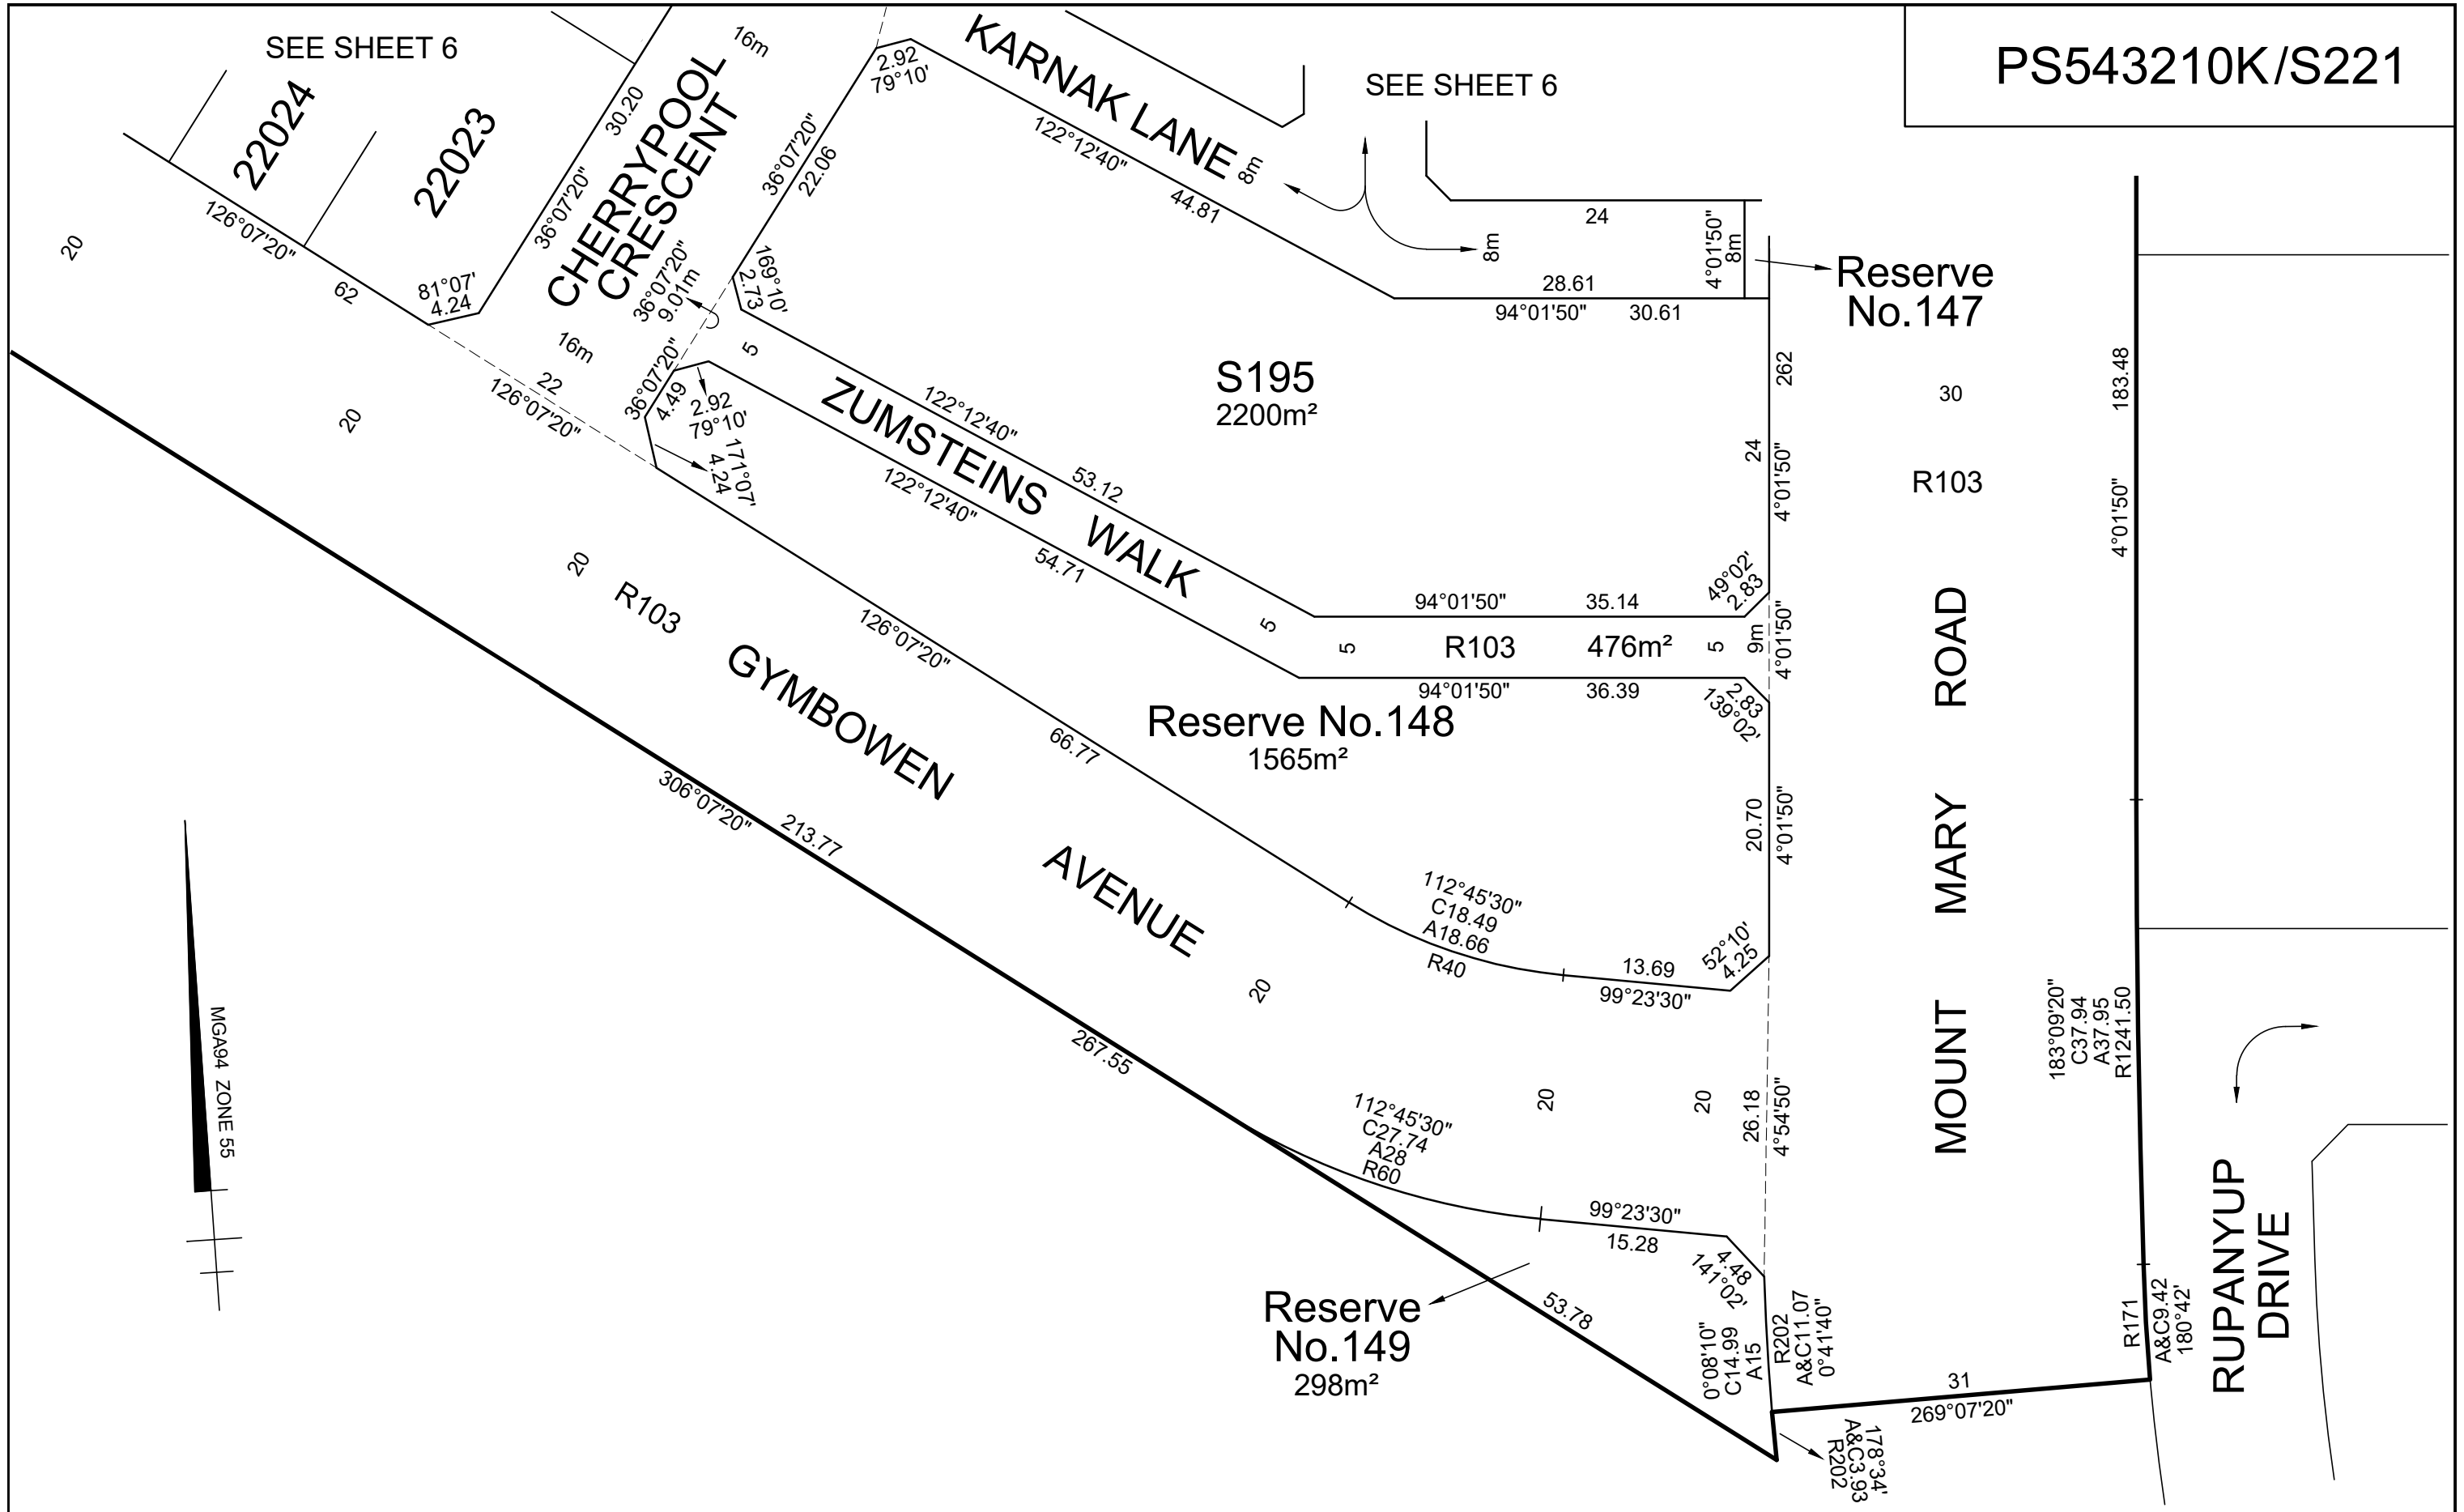 PS543210K/S221
SEE SHEET 6
22024
22023
126°07'20"
62
20
81°07'
4.24
30.20
36°07'20"
CHERRYPOOL
CRESCENT
16m
36°07'20"
9.01m
16m
22
126°07'20"
20
2.92
79°10'
36°07'20"
22.06
169°10'
2.73
KARNAK LANE
8m
122°12'40"
44.81
SEE SHEET 6
8m
24
4°01'50"
8m
28.61
94°01'50"
30.61
Reserve
No.147
S195
2200m²
262
24
4°01'50"
30
R103
183.48
4°01'50"
36°07'20"
4.49
2.92
79°10'
171°07'
4.24
5
ZUMSTEINS WALK
122°12'40"
53.12
122°12'40"
54.71
5
5
94°01'50"
35.14
49°02'
2.83
R103
476m²
5
9m
4°01'50"
94°01'50"
36.39
2.83
139°02'
Reserve No.148
1565m²
20.70
4°01'50"
20
R103
GYMBOWEN
AVENUE
126°07'20"
66.77
306°07'20"
213.77
112°45'30"
C18.49
A18.66
R40
13.69
99°23'30"
52°10'
4.25
20
267.55
112°45'30"
C27.74
A28
R60
20
20
26.18
4°54'50"
99°23'30"
15.28
4.48
141°02'
53.78
Reserve
No.149
298m²
0°08'10"
C14.99
A15
R202
A&C11.07
0°41'40"
MOUNT MARY ROAD
183°09'20"
C37.94
A37.95
R1241.50
R171
A&C9.42
180°42'
31
269°07'20"
178°34'
A&C3.93
R202
RUPANYUP
DRIVE
MGA94 ZONE 55